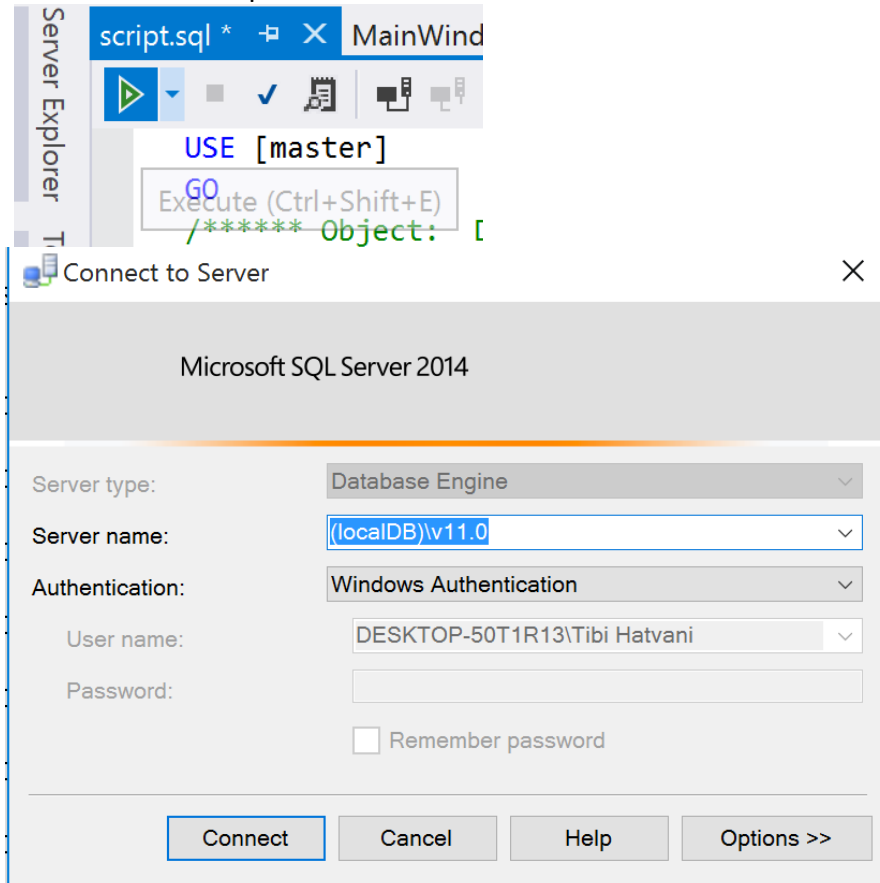 Server Explorer
script.sql *
MainWind
USE [master]
GO
Execute (Ctrl+Shift+E)
/****** Object:
Connect to Server
Microsoft SQL Server 2014
Server type: Database Engine
Server name: (localDB)\v11.0
Authentication: Windows Authentication
User name: DESKTOP-50T1R13\Tibi Hatvani
Password:
Remember password
Connect Cancel Help Options >>